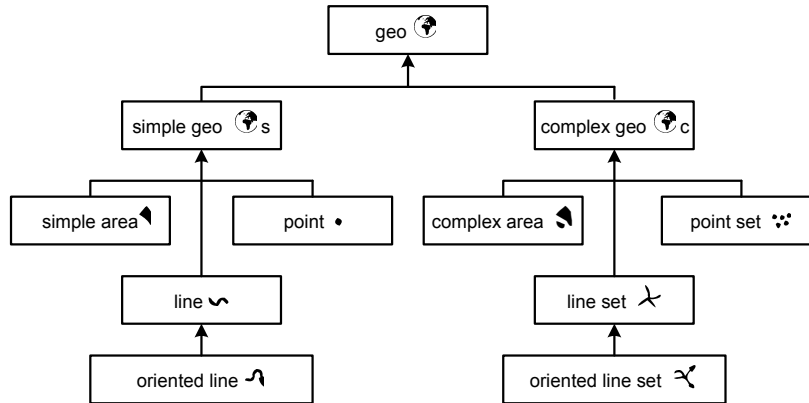 geo
simple geo s
complex geo c
simple area
point
complex area
point set
line
line set
oriented line
oriented line set